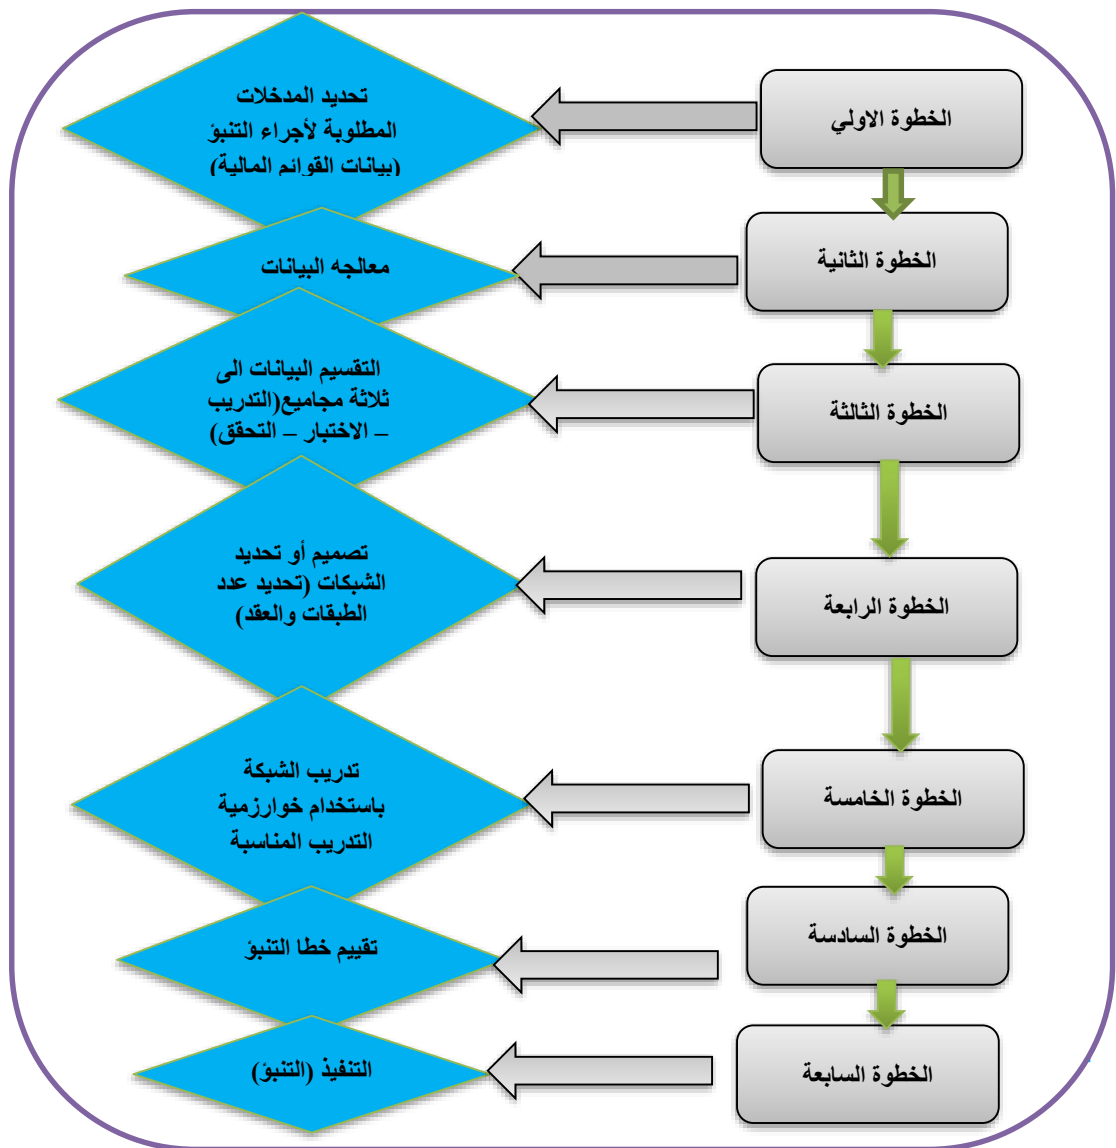 الخطوة الاولي
تحديد المدخلات
المطلوبة لأجراء التنبؤ
(بيانات القوائم المالية)
الخطوة الثانية
معالجه البيانات
الخطوة الثالثة
التقسيم البيانات الى
ثلاثة مجاميع(التدريب
– الاختبار – التحقق)
الخطوة الرابعة
تصميم أو تحديد
الشبكات (تحديد عدد
الطبقات والعقد)
الخطوة الخامسة
تدريب الشبكة
باستخدام خوارزمية
التدريب المناسبة
الخطوة السادسة
تقييم خطا التنبؤ
الخطوة السابعة
التنفيذ (التنبؤ)